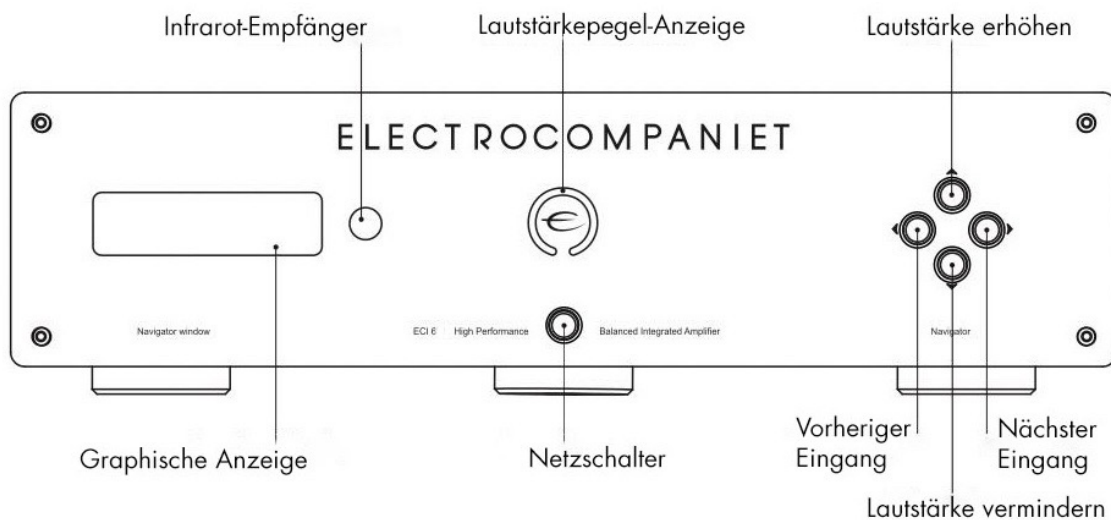 Infrarot-Empfänger
Lautstärkepegel-Anzeige
Lautstärke erhöhen
ELECTROCOMPANIET
Navigator window
ECI 6
High Performance
Balanced Integrated Amplifier
Navigator
Graphische Anzeige
Netzschalter
Vorheriger
Eingang
Nächster
Eingang
Lautstärke vermindern